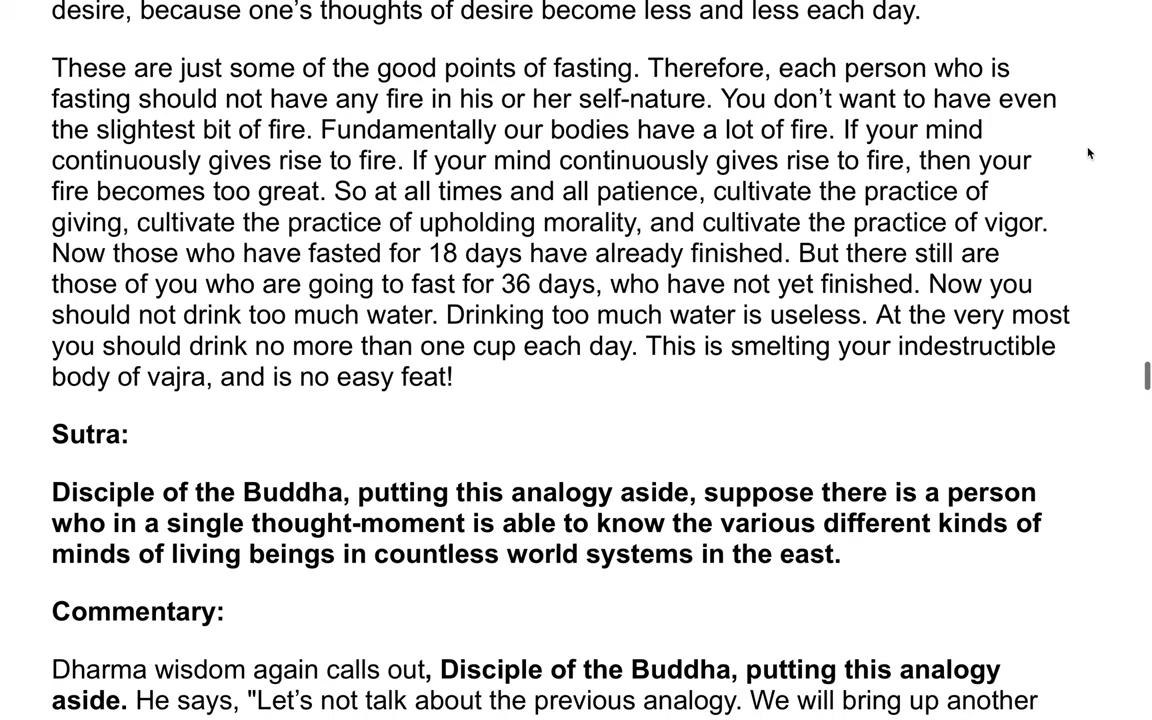 desire, because one’s thoughts of desire become less and less each day.
These are just some of the good points of fasting. Therefore, each person who is
fasting should not have any fire in his or her self-nature. You don’t want to have even
the slightest bit of fire. Fundamentally our bodies have a lot of fire. If your mind
continuously gives rise to fire. If your mind continuously gives rise to fire, then your
fire becomes too great. So at all times and all patience, cultivate the practice of
giving, cultivate the practice of upholding morality, and cultivate the practice of vigor.
Now those who have fasted for 18 days have already finished. But there still are
those of you who are going to fast for 36 days, who have not yet finished. Now you
should not drink too much water. Drinking too much water is useless. At the very most
you should drink no more than one cup each day. This is smelting your indestructible
body of vajra, and is no easy feat!
Sutra:
Disciple of the Buddha, putting this analogy aside, suppose there is a person
who in a single thought-moment is able to know the various different kinds of
minds of living beings in countless world systems in the east.
Commentary:
Dharma wisdom again calls out, Disciple of the Buddha, putting this analogy
aside. He says, "Let’s not talk about the previous analogy. We will bring up another